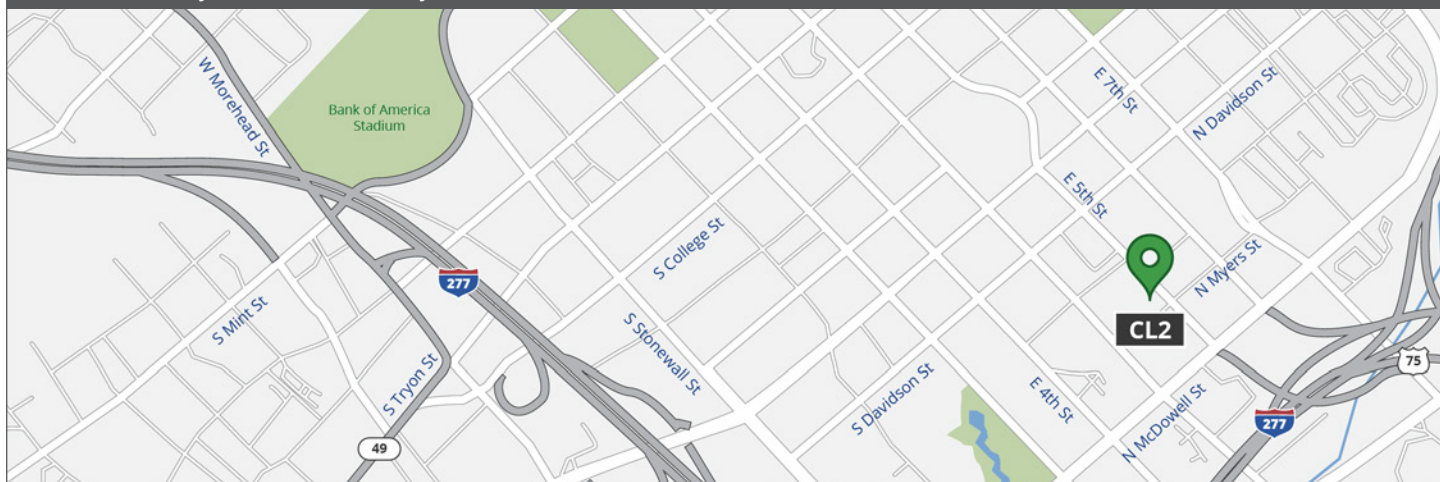 W Morehead St
Bank of America
Stadium
E 7th St
N Davidson St
E 5th St
S College St
277
N Myers St
S Mint St
CL2
S Stonewall St
75
S Tryon St
S Davidson St
E 4th St
N McDowell St
277
49